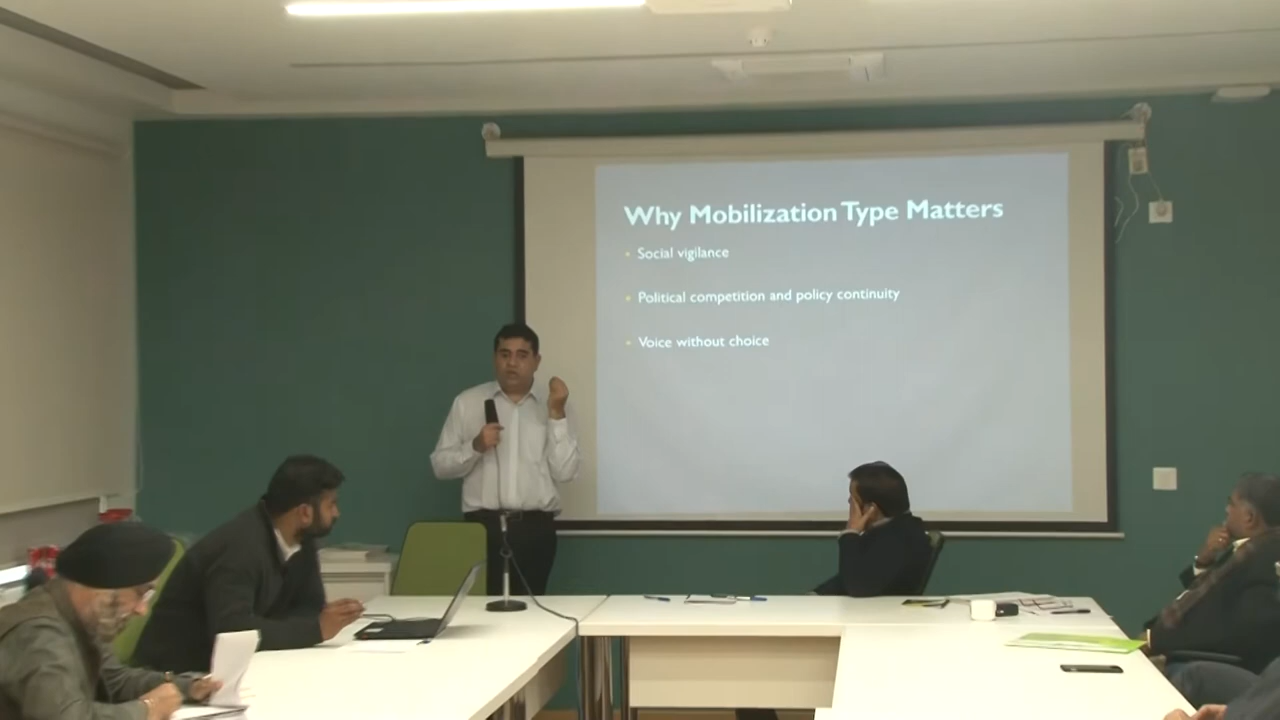 Why Mobilization Type Matters
Social vigilance
Political competition and policy continuity
Voice without choice